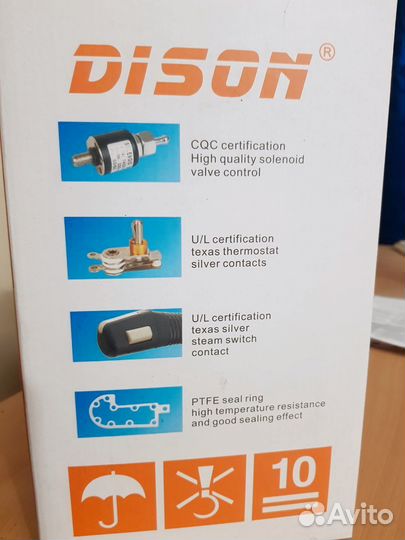 DiSON®
CQC certification
High quality solenoid
valve control
U/L certification
texas thermostat
silver contacts
U/L certification
texas silver
steam switch
contact
PTFE seal ring
high temperature resistance
and good sealing effect
10
Avito